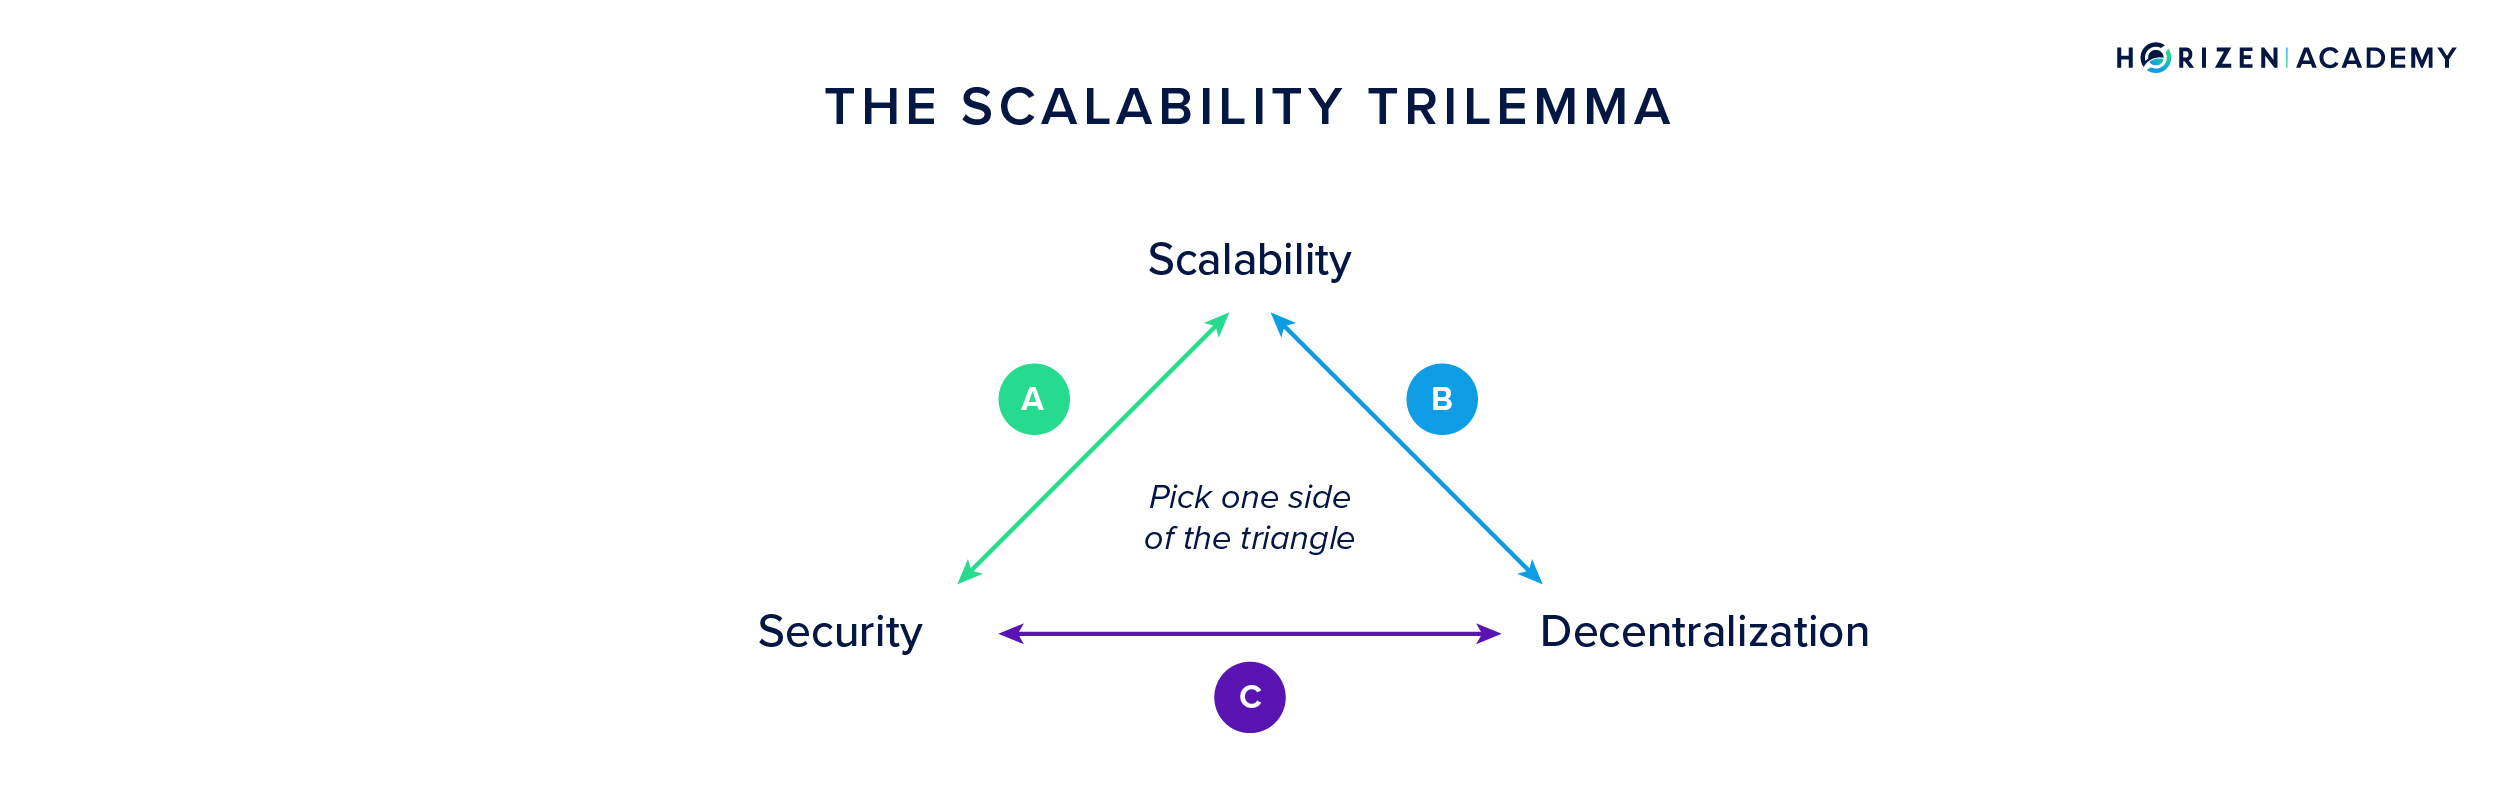 HORIZEN | ACADEMY
THE SCALABILITY TRILEMMA
Scalability
A
B
Pick one side
of the triangle
Security
Decentralization
C